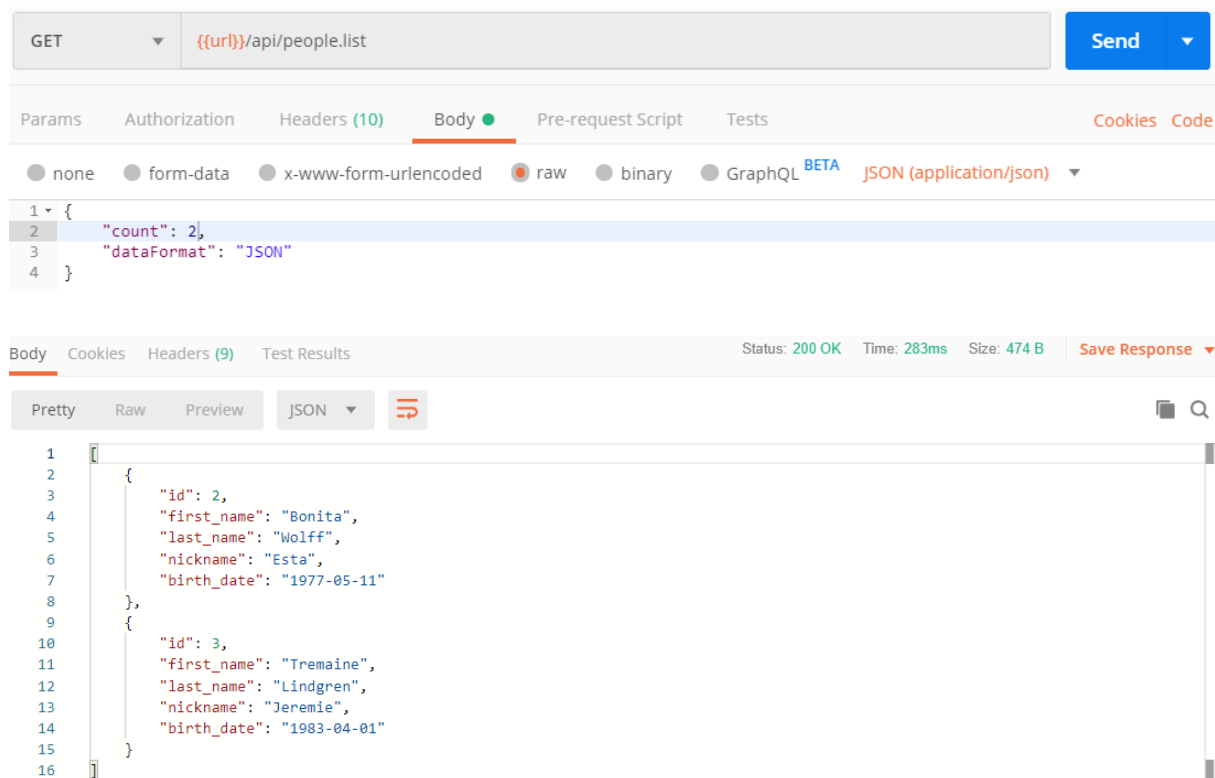 GET {{url}}/api/people.list Send
Params Authorization Headers (10) Body Pre-request Script Tests Cookies Code
none form-data x-www-form-urlencoded raw binary GraphQL BETA JSON (application/json)
1 {
2 "count": 2,
3 "dataFormat": "JSON"
4 }
Body Cookies Headers (9) Test Results Status: 200 OK Time: 283ms Size: 474 B Save Response
Pretty Raw Preview JSON
1 [
2 {
3 "id": 2,
4 "first_name": "Bonita",
5 "last_name": "Wolff",
6 "nickname": "Esta",
7 "birth_date": "1977-05-11"
8 },
9 {
10 "id": 3,
11 "first_name": "Tremaine",
12 "last_name": "Lindgren",
13 "nickname": "Jeremie",
14 "birth_date": "1983-04-01"
15 }
16 ]